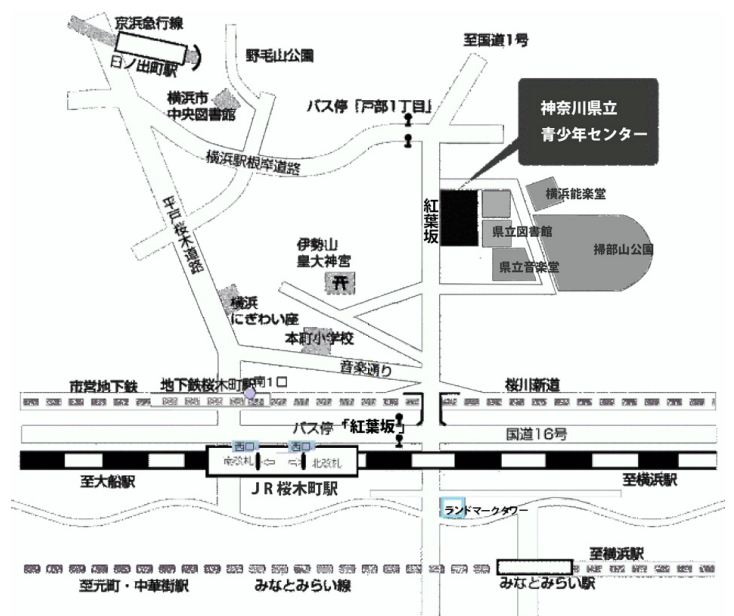 京浜急行線
日ノ出町駅
野毛山公園
至国道1号
横浜市
中央図書館
バス停「戸部1丁目」
神奈川県立
青少年センター
横浜駅根岸道路
紅葉坂
横浜能楽堂
県立図書館
県立音楽堂
掃部山公園
平戸桜木道路
伊勢山
皇大神宮
横浜
にぎわい座
本町小学校
音楽通り
市営地下鉄
地下鉄桜木町駅
南1口
桜川新道
バス停「紅葉坂」
国道16号
西口
西口
南改札
北改札
至大船駅
JR桜木町駅
至横浜駅
ランドマークタワー
至横浜駅
至元町・中華街駅
みなとみらい線
みなとみらい駅